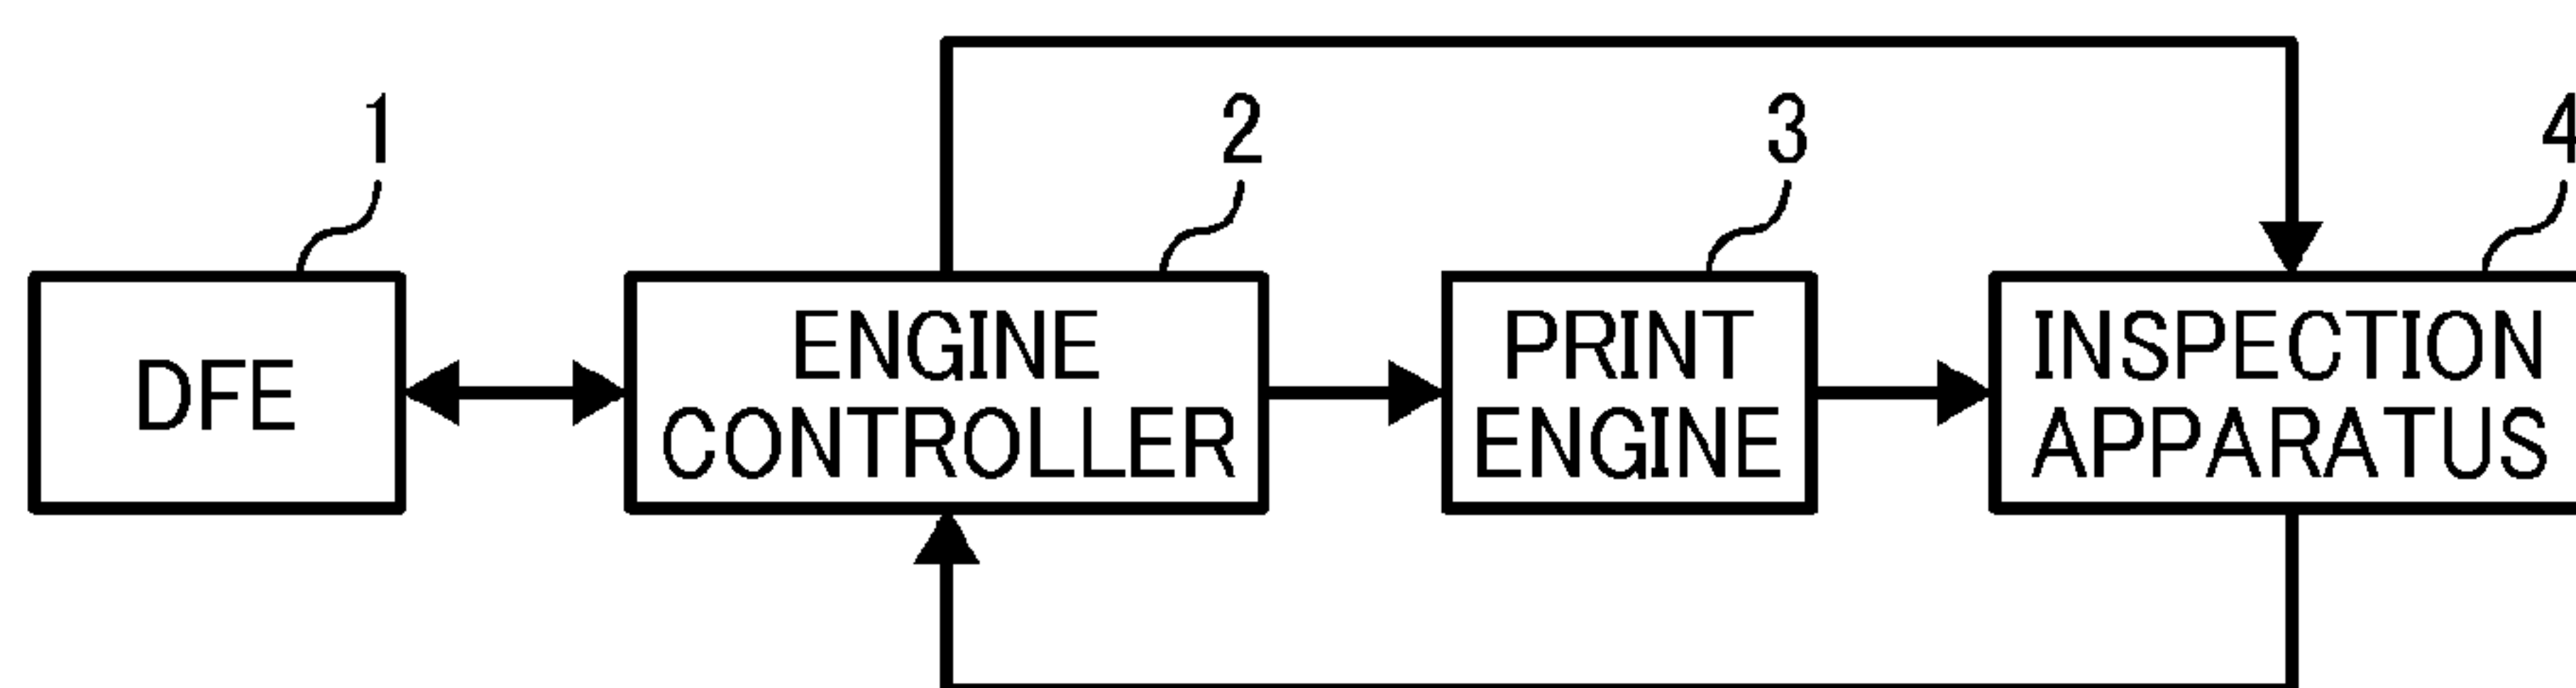 1
2
3
4
DFE
ENGINE
CONTROLLER
PRINT
ENGINE
INSPECTION
APPARATUS